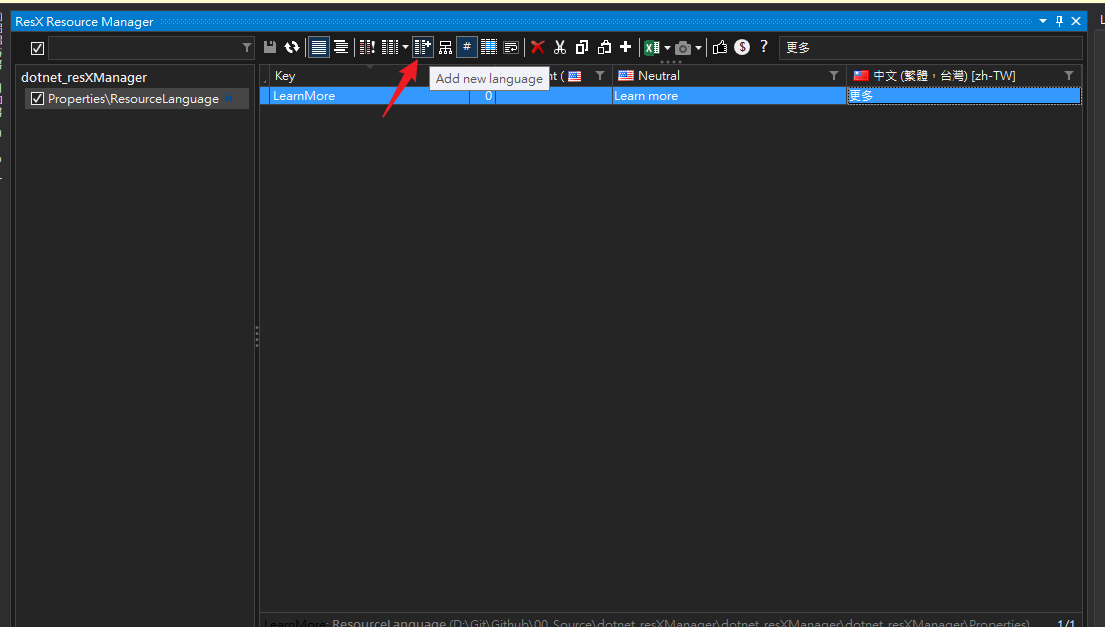 ResX Resource Manager
# $ ? 更多
dotnet_resXManager
Properties\ResourceLanguage
Key
Add new language
nt (
Neutral
中文 (繁體，台灣) [zh-TW]
LearnMore 0 Learn more 更多
LearnMore: ResourceLanguage (D:\Git\Github\00_Source\dotnet_resXManager\dotnet_resXManager\dotnet_resXManager\Properties) 1/1